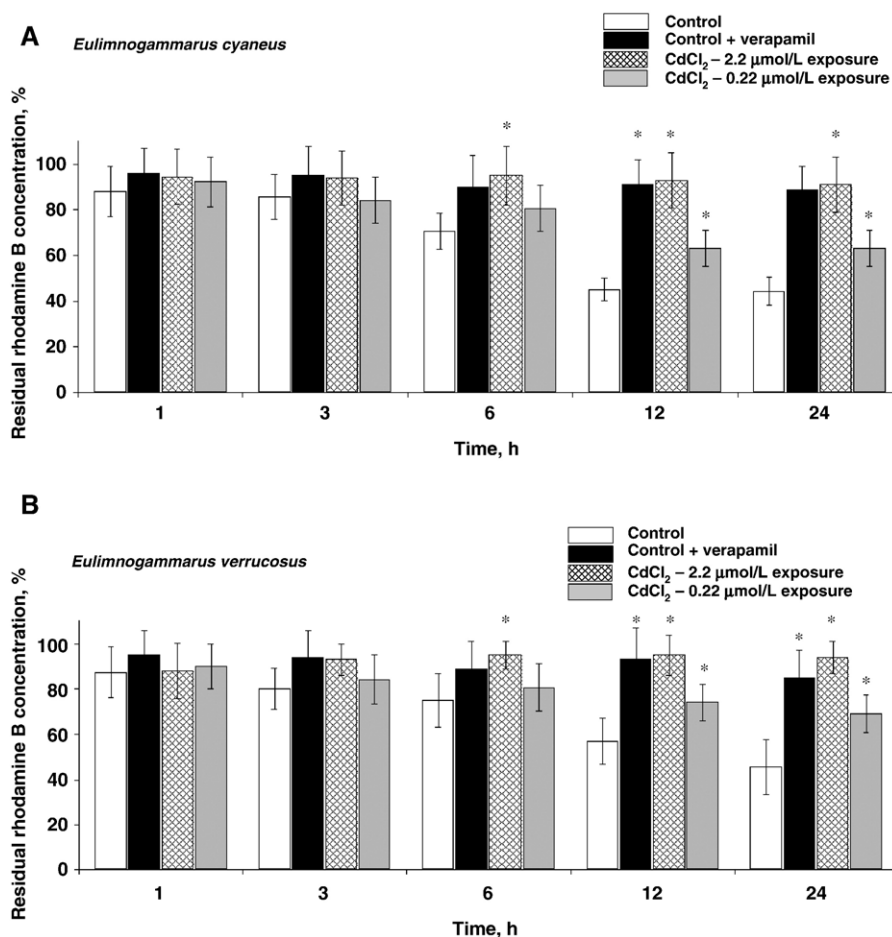 A
Eulimnogammarus cyaneus
Control
Control + verapamil
CdCl₂ – 2.2 µmol/L exposure
CdCl₂ – 0.22 µmol/L exposure
Residual rhodamine B concentration, %
100
80
60
40
20
0
* * * * * *
1 3 6 12 24
Time, h
B
Eulimnogammarus verrucosus
Control
Control + verapamil
CdCl₂ – 2.2 µmol/L exposure
CdCl₂ – 0.22 µmol/L exposure
Residual rhodamine B concentration, %
100
80
60
40
20
0
* * * * * * *
1 3 6 12 24
Time, h